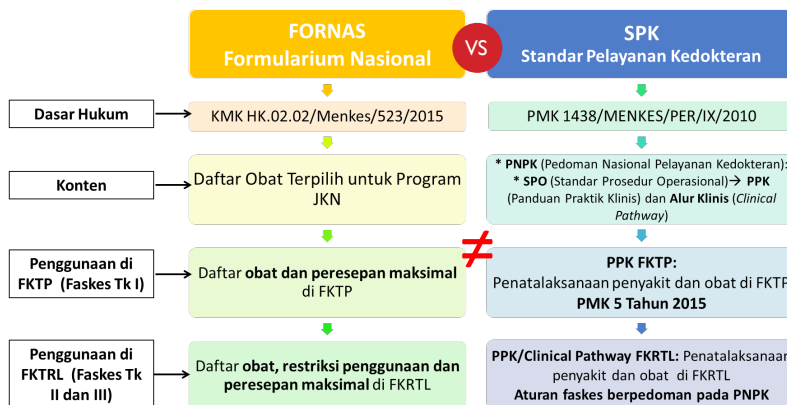 FORNAS
Formularium Nasional
VS
SPK
Standar Pelayanan Kedokteran
Dasar Hukum
KMK HK.02.02/Menkes/523/2015
PMK 1438/MENKES/PER/IX/2010
Konten
Daftar Obat Terpilih untuk Program
JKN
* PNPK (Pedoman Nasional Pelayanan Kedokteran):
* SPO (Standar Prosedur Operasional)→ PPK
(Panduan Praktik Klinis) dan Alur Klinis (Clinical
Pathway)
≠
Penggunaan di
FKTP (Faskes Tk I)
Daftar obat dan peresepan maksimal
di FKTP
PPK FKTP:
Penatalaksanaan penyakit dan obat di FKTP
PMK 5 Tahun 2015
Penggunaan di
FKTRL (Faskes Tk
II dan III)
Daftar obat, restriksi penggunaan dan
peresepan maksimal di FKRTL
PPK/Clinical Pathway FKRTL: Penatalaksanaan
penyakit dan obat di FKRTL
Aturan faskes berpedoman pada PNPK